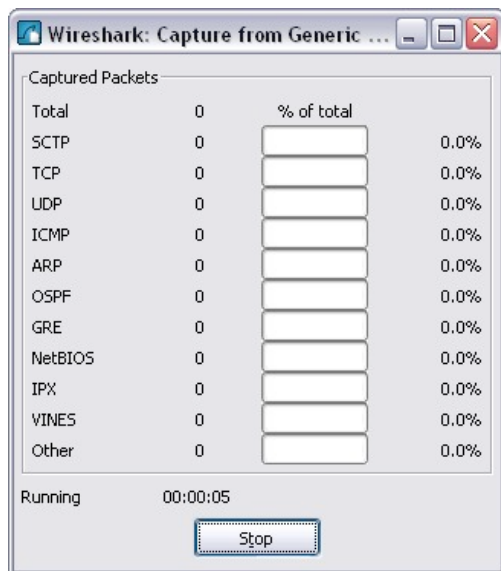 Wireshark: Capture from Generic ...
Captured Packets
Total 0 % of total
SCTP 0 0.0%
TCP 0 0.0%
UDP 0 0.0%
ICMP 0 0.0%
ARP 0 0.0%
OSPF 0 0.0%
GRE 0 0.0%
NetBIOS 0 0.0%
IPX 0 0.0%
VINES 0 0.0%
Other 0 0.0%
Running 00:00:05
Stop